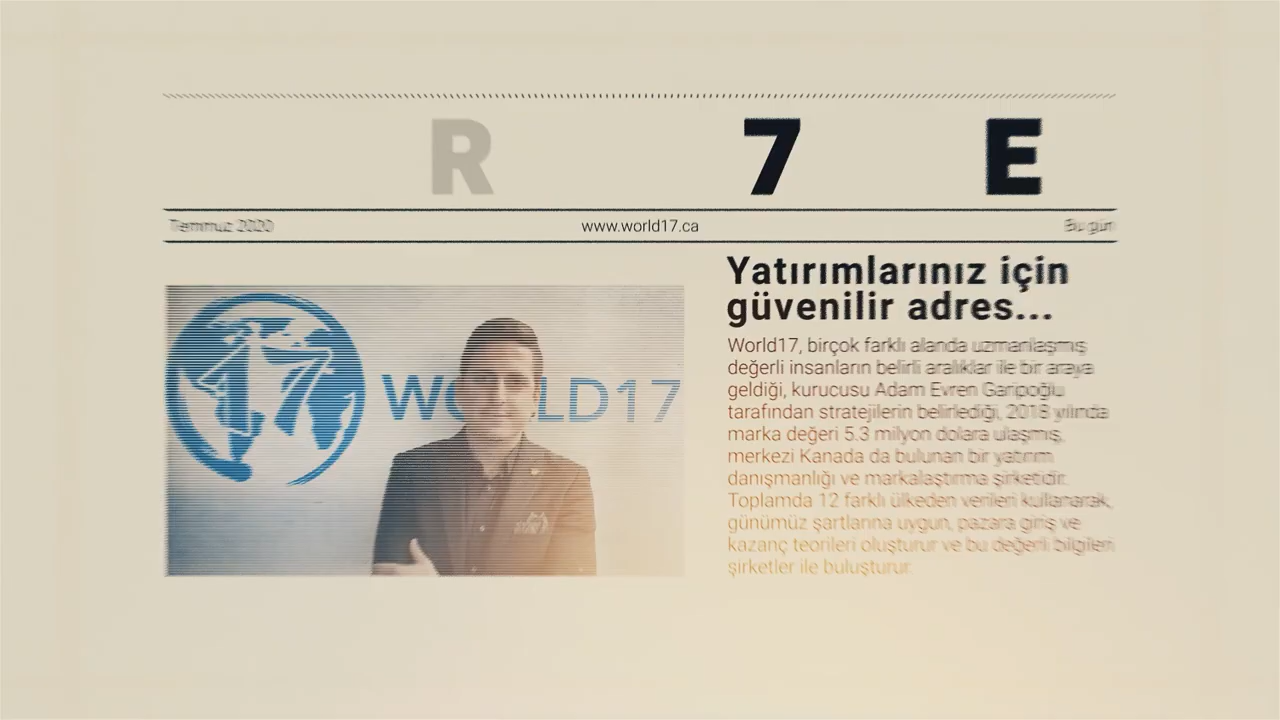 R 7 E
Temmuz 2020 www.world17.ca Bu gün
Yatırımlarınız için
güvenilir adres...
WORLD17
World17, birçok farklı alanda uzmanlaşmış
değerli insanların belirli aralıklar ile bir araya
geldiği, kurucusu Adam Evren Garipoğlu
tarafından stratejilerin belirlediği, 2018 yılında
marka değeri 5.3 milyon dolara ulaşmış,
merkezi Kanada da bulunan bir yatırım
danışmanlığı ve markalaştırma şirketidir.
Toplamda 12 farklı ülkeden verileri kullanarak,
günümüz şartlarına uygun, pazara giriş ve
kazanç teorileri oluşturur ve bu değerli bilgileri
şirketler ile buluşturur.